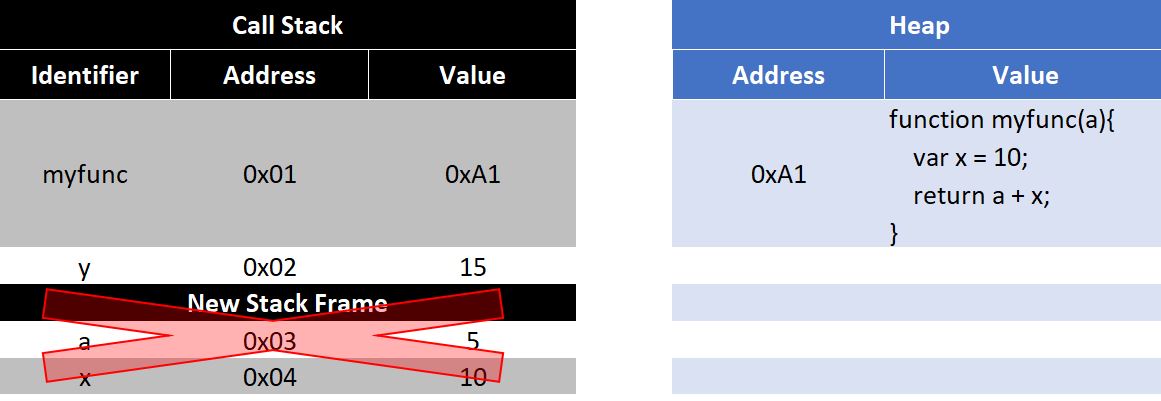 Call Stack
Identifier Address Value
myfunc 0x01 0xA1
y 0x02 15
New Stack Frame
a 0x03 5
x 0x04 10
Heap
Address Value
0xA1
function myfunc(a){
var x = 10;
return a + x;
}